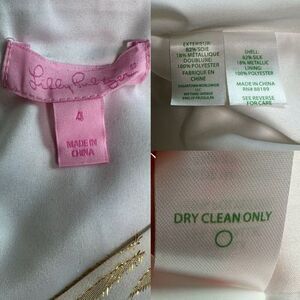 Lilly Pulitzer
4
MADE IN
CHINA
EXTERIEUR:
82% SOIE
18% METALLIC
DOUBLURE:
100% POLYESTER
FABRIQUE EN
CHINE
SHELL:
82% SILK
18% METALLIC
LINING:
100% POLYESTER
MADE IN CHINA
RN# 88189
SEE REVERSE
FOR CARE
DRY CLEAN ONLY